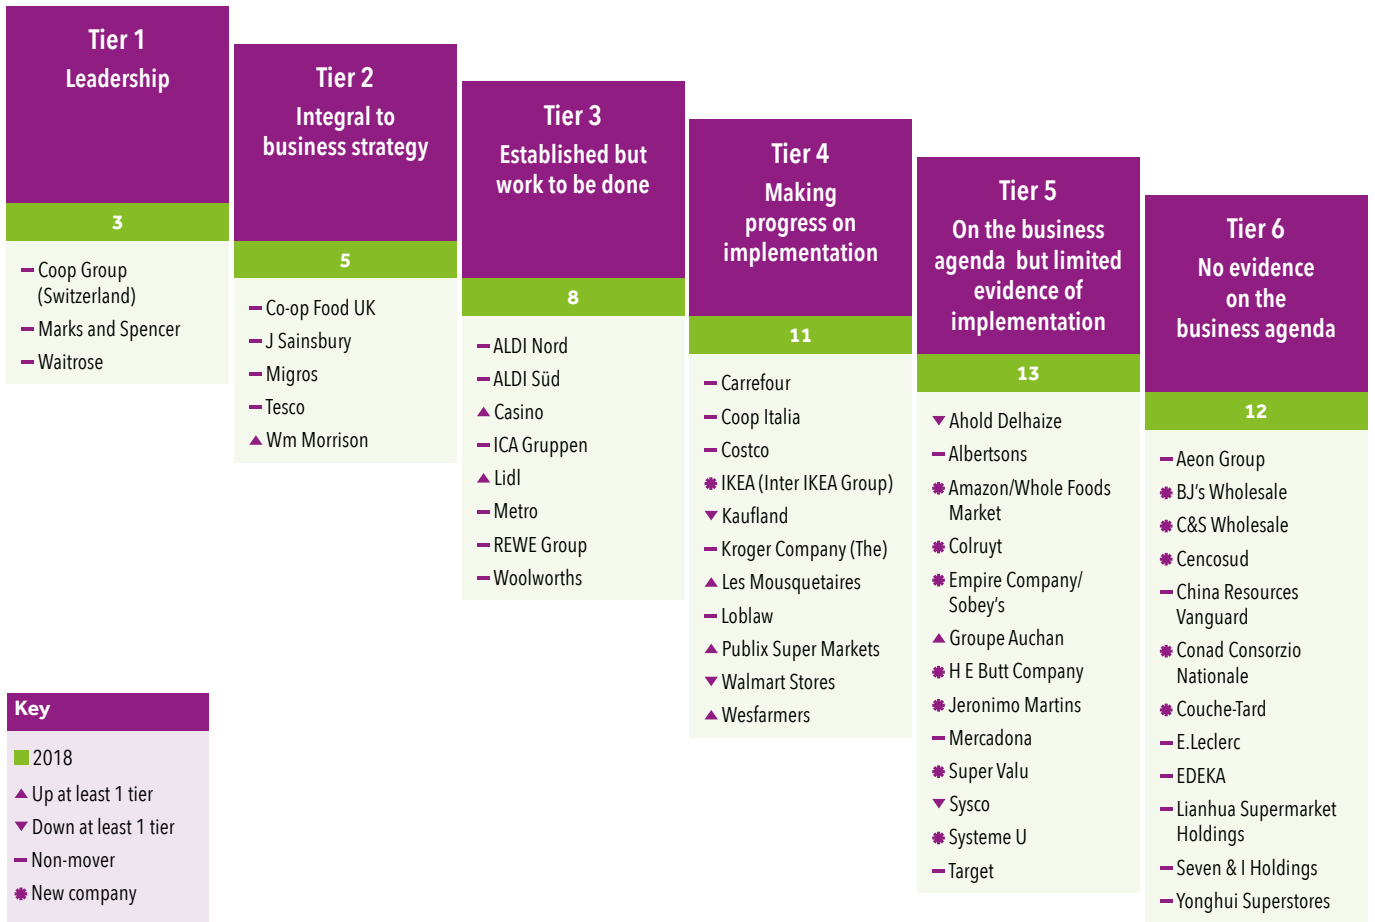 Tier 1
Leadership
3
Coop Group
(Switzerland)
Marks and Spencer
Waitrose
Tier 2
Integral to
business strategy
5
Co-op Food UK
J Sainsbury
Migros
Tesco
Wm Morrison
Tier 3
Established but
work to be done
8
ALDI Nord
ALDI Süd
Casino
ICA Gruppen
Lidl
Metro
REWE Group
Woolworths
Tier 4
Making
progress on
implementation
11
Carrefour
Coop Italia
Costco
IKEA (Inter IKEA Group)
Kaufland
Kroger Company (The)
Les Mousquetaires
Loblaw
Publix Super Markets
Walmart Stores
Wesfarmers
Tier 5
On the business
agenda but limited
evidence of
implementation
13
Ahold Delhaize
Albertsons
Amazon/Whole Foods
Market
Colruyt
Empire Company/
Sobey's
Groupe Auchan
H E Butt Company
Jeronimo Martins
Mercadona
Super Valu
Sysco
Systeme U
Target
Tier 6
No evidence
on the
business agenda
12
Aeon Group
BJ's Wholesale
C&S Wholesale
Cencosud
China Resources
Vanguard
Conad Consorzio
Nationale
Couche-Tard
E.Leclerc
EDEKA
Lianhua Supermarket
Holdings
Seven & I Holdings
Yonghui Superstores
Key
2018
Up at least 1 tier
Down at least 1 tier
Non-mover
New company